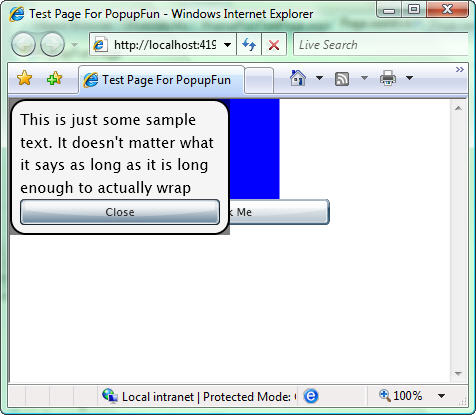 Test Page For PopupFun - Windows Internet Explorer
http://localhost:419
Live Search
Test Page For PopupFun
This is just some sample
text. It doesn't matter what
it says as long as it is long
enough to actually wrap
Close
k Me
Local intranet | Protected Mode:
100%